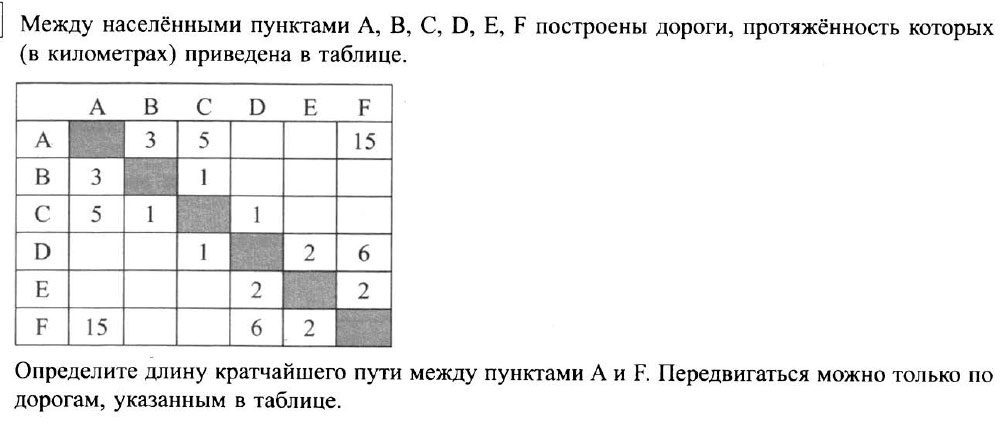 Между населёнными пунктами A, B, C, D, E, F построены дороги, протяжённость которых
(в километрах) приведена в таблице.
A B C D E F
A 3 5 15
B 3 1
C 5 1 1
D 1 2 6
E 2 2
F 15 6 2
Определите длину кратчайшего пути между пунктами A и F. Передвигаться можно только по
дорогам, указанным в таблице.